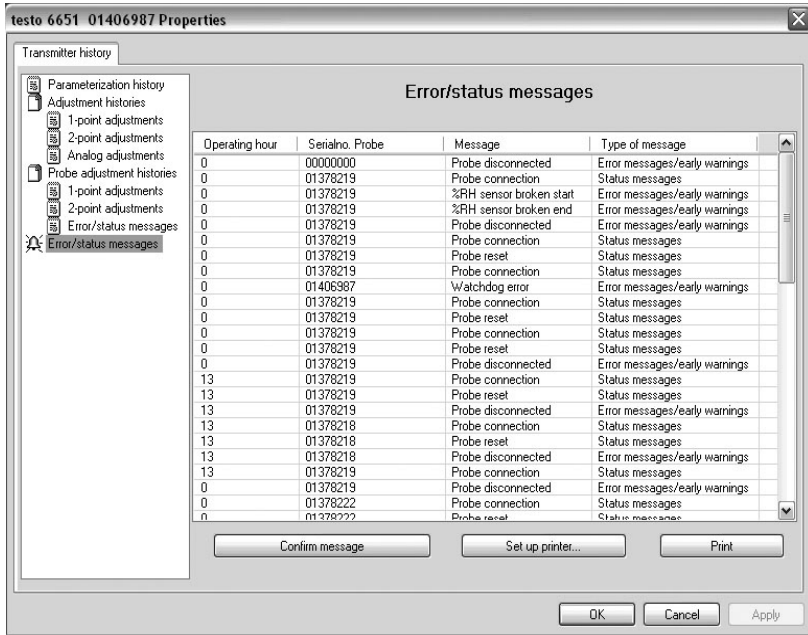 testo 6651 01406987 Properties
Transmitter history
Parameterization history
Adjustment histories
1-point adjustments
2-point adjustments
Analog adjustments
Probe adjustment histories
1-point adjustments
2-point adjustments
Error/status messages
Error/status messages
Error/status messages
Operating hour Serialno. Probe Message Type of message
0 00000000 Probe disconnected Error messages/early warnings
0 01378219 Probe connection Status messages
0 01378219 %RH sensor broken start Error messages/early warnings
0 01378219 %RH sensor broken end Error messages/early warnings
0 01378219 Probe disconnected Error messages/early warnings
0 01378219 Probe connection Status messages
0 01378219 Probe reset Status messages
0 01378219 Probe connection Status messages
0 01406987 Watchdog error Error messages/early warnings
0 01378219 Probe connection Status messages
0 01378219 Probe reset Status messages
0 01378219 Probe connection Status messages
0 01378219 Probe reset Status messages
0 01378219 Probe disconnected Error messages/early warnings
13 01378219 Probe connection Status messages
13 01378219 Probe reset Status messages
13 01378219 Probe disconnected Error messages/early warnings
13 01378218 Probe connection Status messages
13 01378218 Probe reset Status messages
13 01378218 Probe disconnected Error messages/early warnings
13 01378219 Probe connection Status messages
0 01378219 Probe disconnected Error messages/early warnings
0 01378222 Probe connection Status messages
0 01378222 Probe reset Status messages
Confirm message Set up printer... Print
OK Cancel Apply